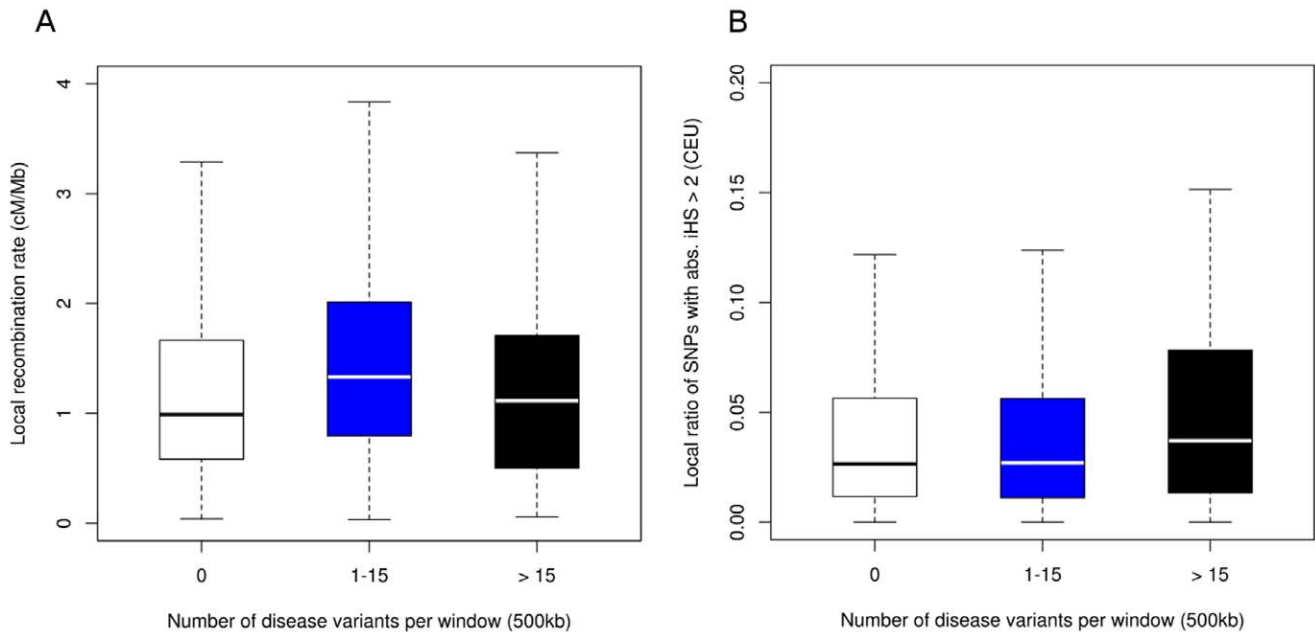 A
Local recombination rate (cM/Mb)
4
3
2
1
0
0 1-15 > 15
Number of disease variants per window (500kb)
B
Local ratio of SNPs with abs. iHS > 2 (CEU)
0.20
0.15
0.10
0.05
0.00
0 1-15 > 15
Number of disease variants per window (500kb)